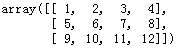 array([[ 1,  2,  3,  4],
       [ 5,  6,  7,  8],
       [ 9, 10, 11, 12]])